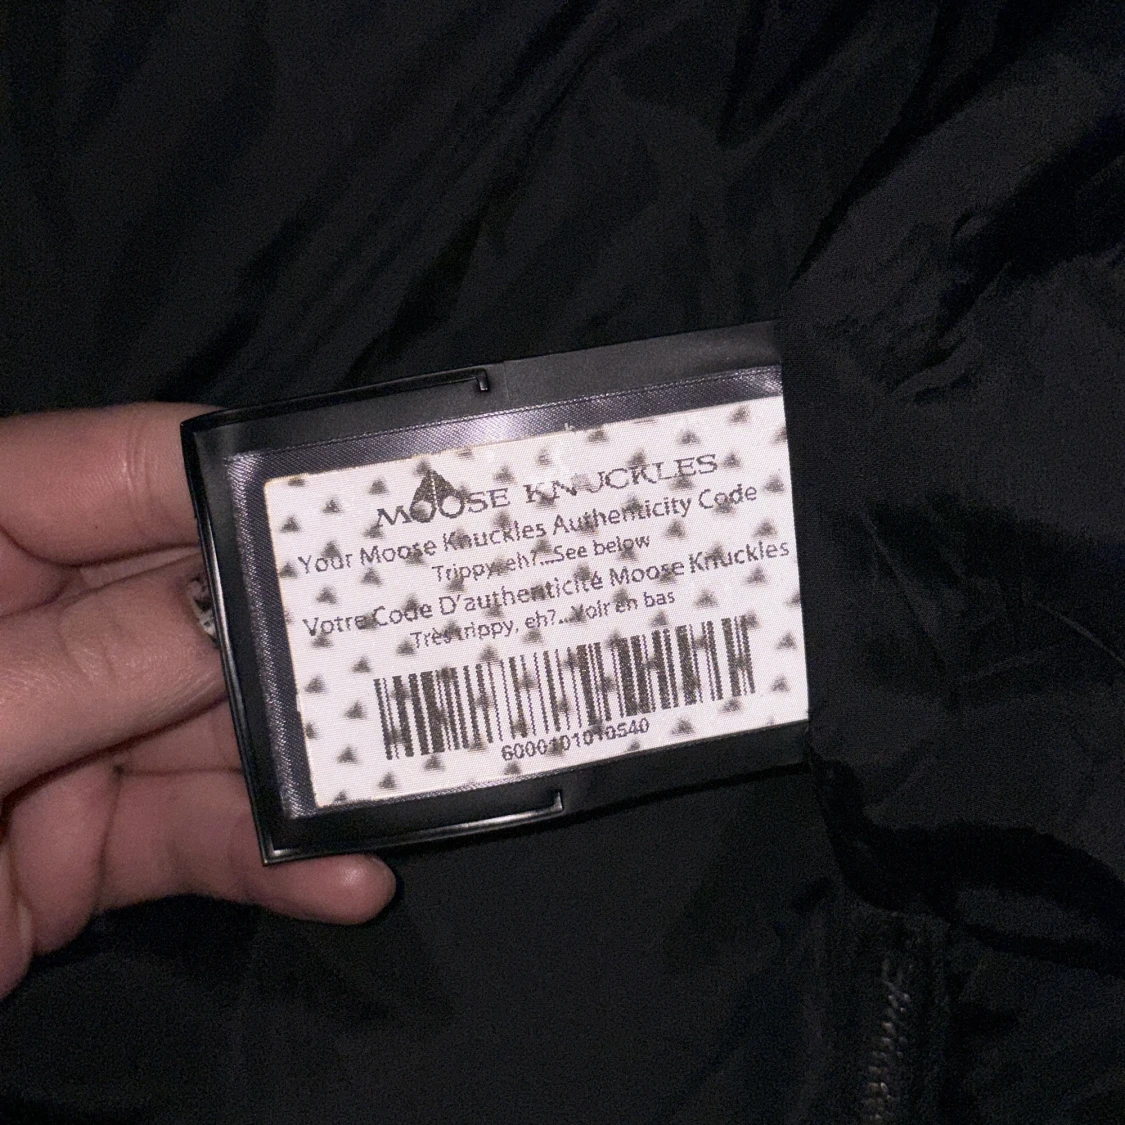 MOOSE KNUCKLES
Your Moose Knuckles Authenticity Code
Trippy, eh?...See below
Votre Code D'authenticité Moose Knuckles
Très trippy, eh?...Voir en bas
6000101010540